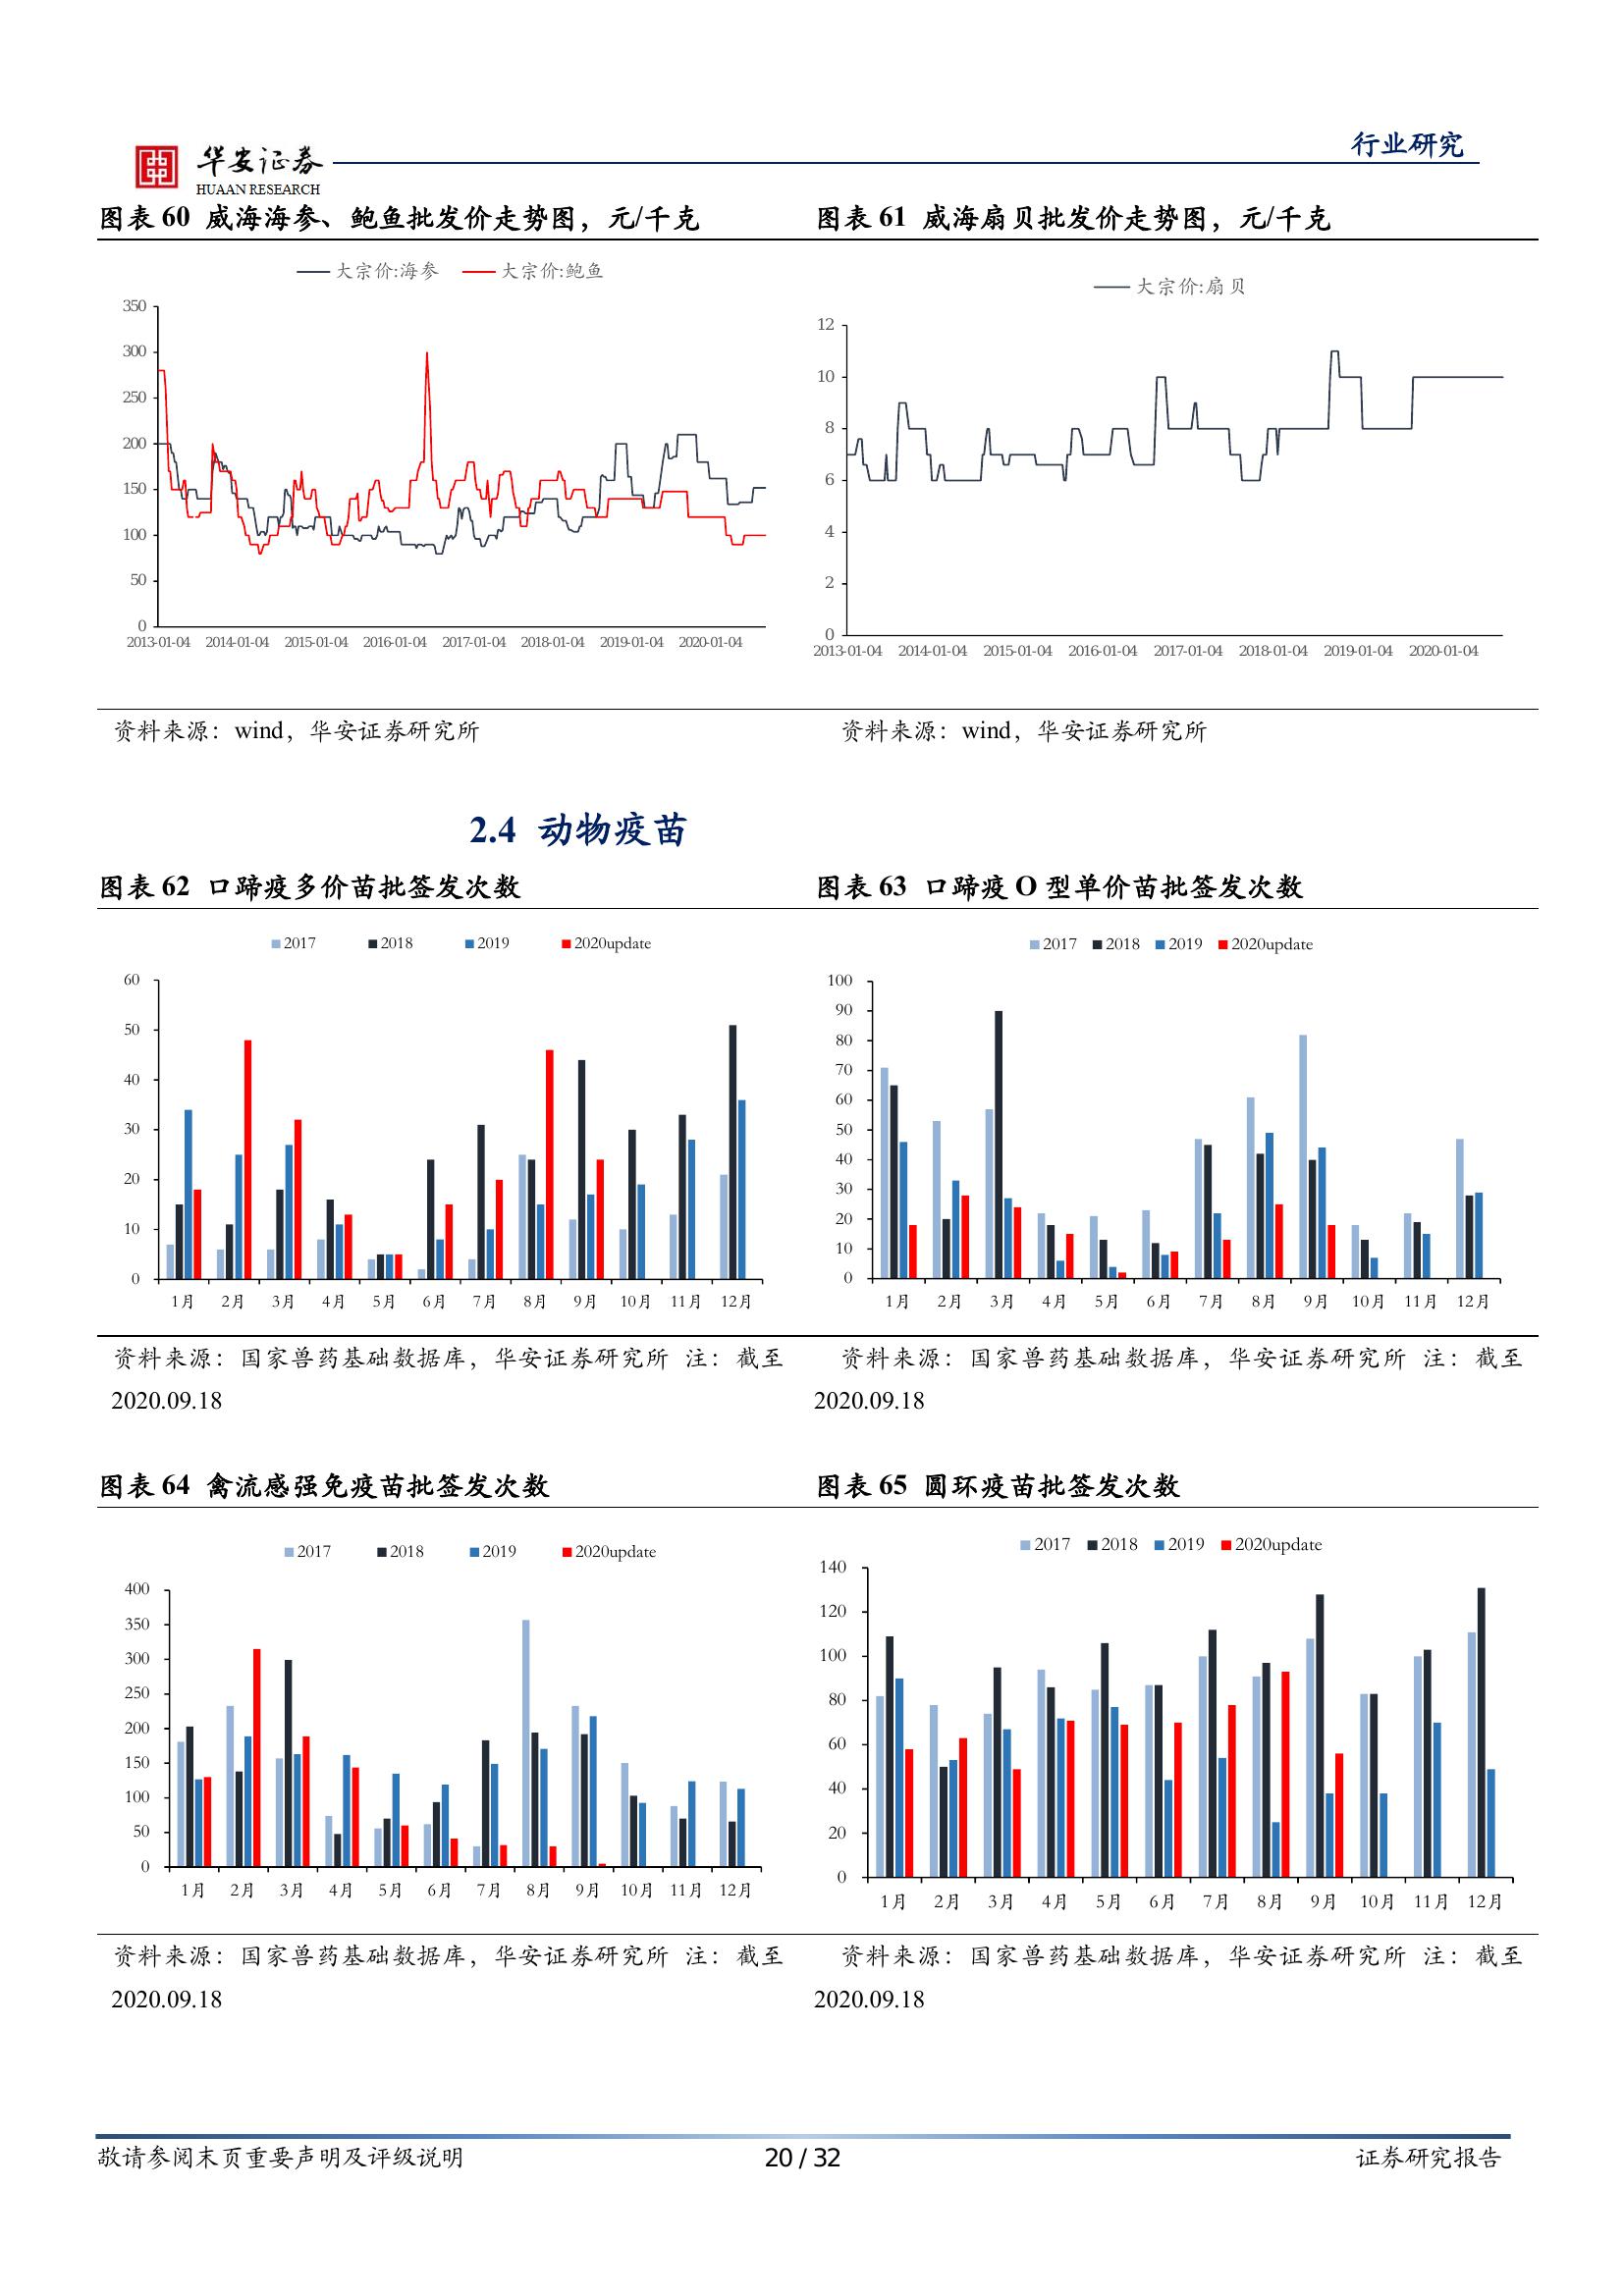 行业研究
华安证券
HUAAN RESEARCH
图表 60 威海海参、鲍鱼批发价走势图，元/千克
大宗价:海参 大宗价:鲍鱼
350
300
250
200
150
100
50
0
2013-01-04 2014-01-04 2015-01-04 2016-01-04 2017-01-04 2018-01-04 2019-01-04 2020-01-04
资料来源：wind，华安证券研究所
图表 61 威海扇贝批发价走势图，元/千克
大宗价:扇贝
12
10
8
6
4
2
0
2013-01-04 2014-01-04 2015-01-04 2016-01-04 2017-01-04 2018-01-04 2019-01-04 2020-01-04
资料来源：wind，华安证券研究所
2.4 动物疫苗
图表 62 口蹄疫多价苗批签发次数
2017 2018 2019 2020update
60
50
40
30
20
10
0
1月 2月 3月 4月 5月 6月 7月 8月 9月 10月 11月 12月
资料来源：国家兽药基础数据库，华安证券研究所 注：截至
2020.09.18
图表 63 口蹄疫 O 型单价苗批签发次数
2017 2018 2019 2020update
100
90
80
70
60
50
40
30
20
10
0
1月 2月 3月 4月 5月 6月 7月 8月 9月 10月 11月 12月
资料来源：国家兽药基础数据库，华安证券研究所 注：截至
2020.09.18
图表 64 禽流感强免疫苗批签发次数
2017 2018 2019 2020update
400
350
300
250
200
150
100
50
0
1月 2月 3月 4月 5月 6月 7月 8月 9月 10月 11月 12月
资料来源：国家兽药基础数据库，华安证券研究所 注：截至
2020.09.18
图表 65 圆环疫苗批签发次数
2017 2018 2019 2020update
140
120
100
80
60
40
20
0
1月 2月 3月 4月 5月 6月 7月 8月 9月 10月 11月 12月
资料来源：国家兽药基础数据库，华安证券研究所 注：截至
2020.09.18
敬请参阅末页重要声明及评级说明 20 / 32 证券研究报告